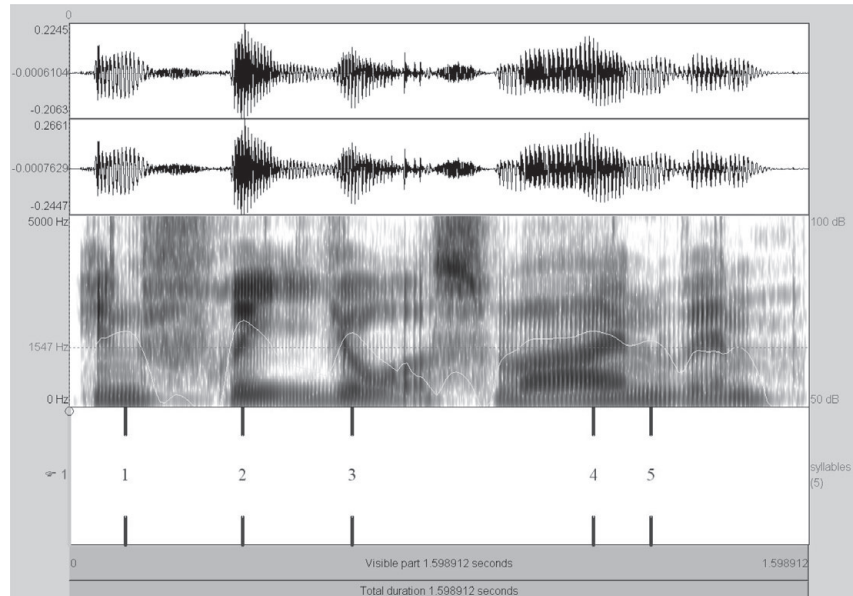 0
0.2245
-0.0006104
-0.2063
0.2661
-0.0007629
-0.2447
5000 Hz 100 dB
1547 Hz
0 Hz 50 dB
1 1 2 3 4 5 syllables
(5)
0 Visible part 1.598912 seconds 1.598912
Total duration 1.598912 seconds